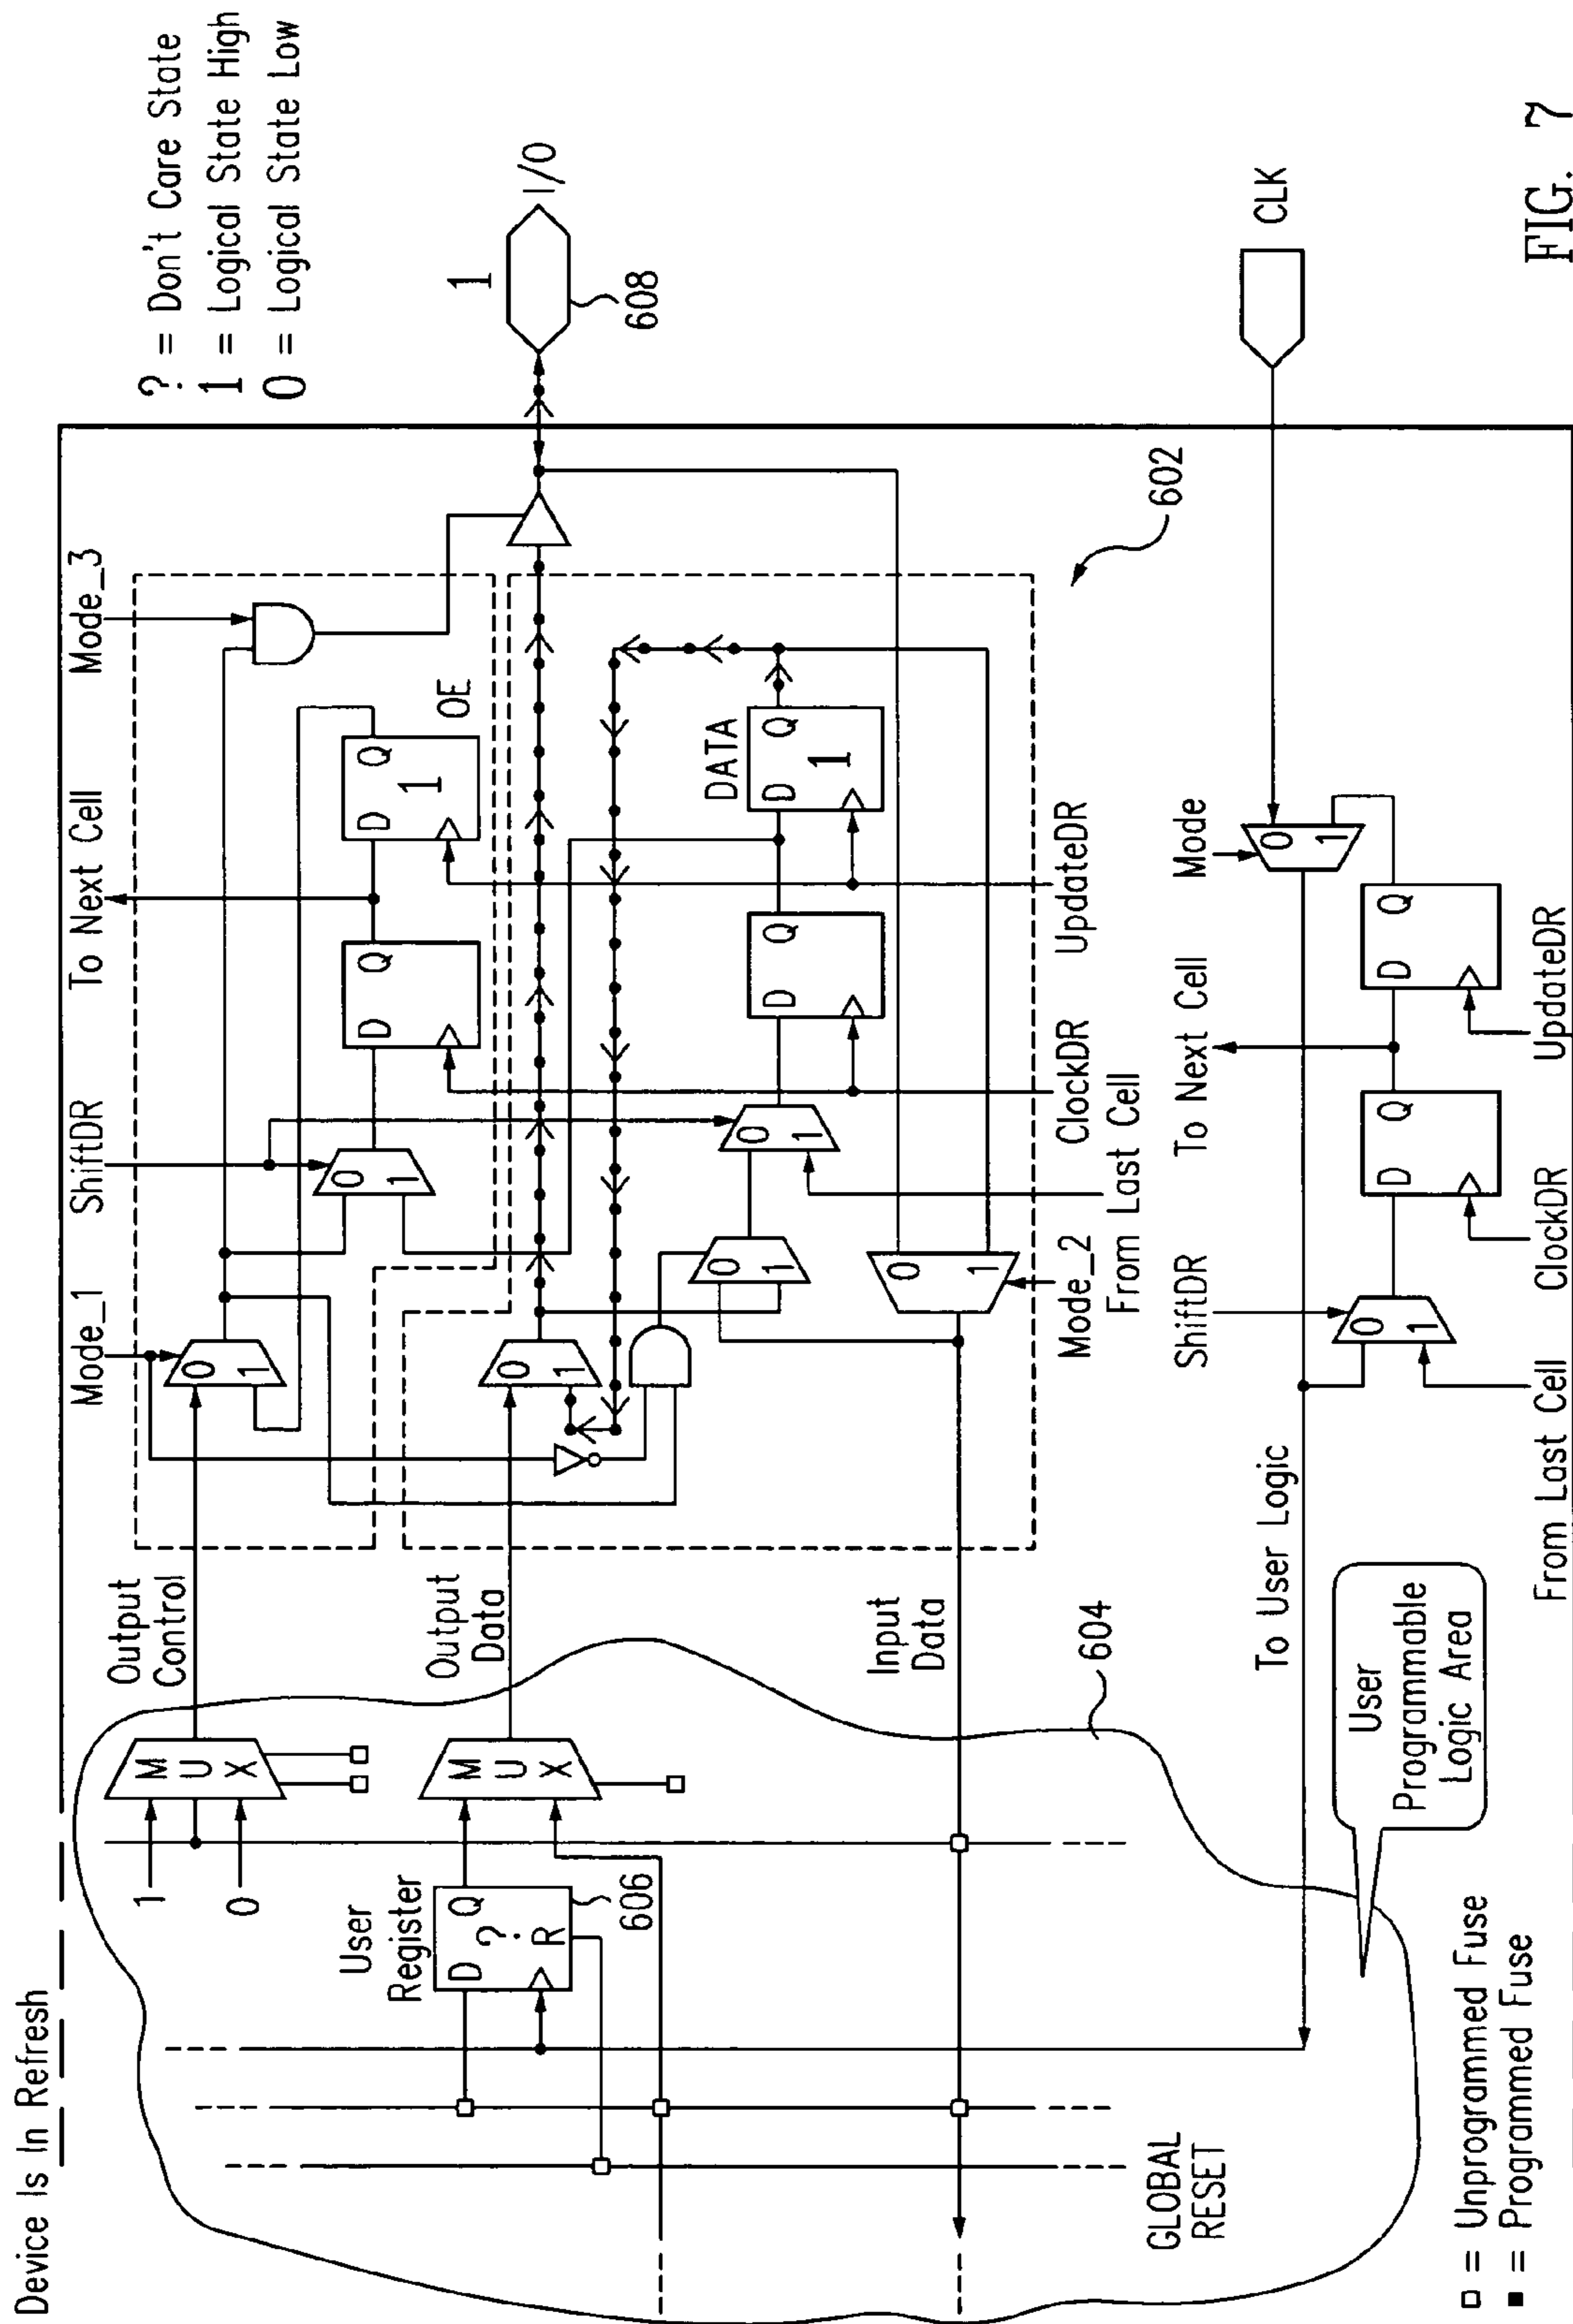 Device Is In Refresh
? = Don't Care State
1 = Logical State High
0 = Logical State Low
Mode_1
ShiftDR
To Next Cell
Mode_3
Output
Control
1
0
M
U
X
0
1
0
1
D
Q
D
Q
1
OE
1
I/O
608
User
Register
D
Q
?
R
606
M
U
X
Output
Data
0
1
0
1
0
1
D
Q
DATA
D
Q
1
Input
Data
0
1
Mode_2
From Last Cell
ClockDR
UpdateDR
602
604
GLOBAL
RESET
To User Logic
ShiftDR
To Next Cell
Mode
0
1
D
Q
D
Q
0
1
CLK
From Last Cell
ClockDR
UpdateDR
User
Programmable
Logic Area
□ = Unprogrammed Fuse
■ = Programmed Fuse
FIG. 7